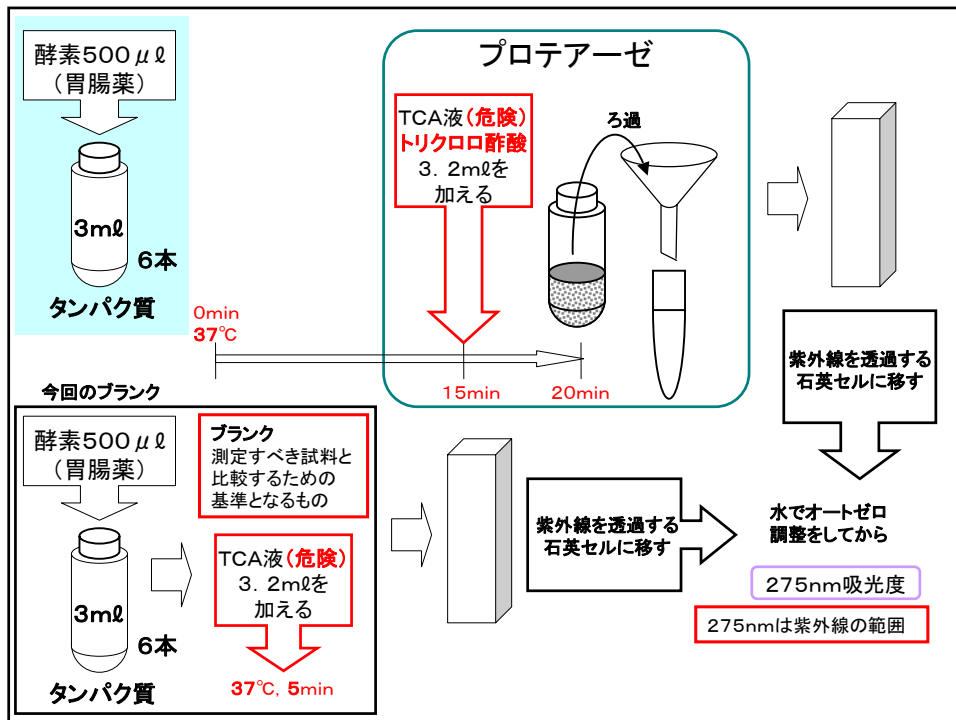 酵素500μℓ
(胃腸薬)
3mℓ
6本
タンパク質
0min
37℃
プロテアーゼ
TCA液(危険)
トリクロロ酢酸
3．2mℓを
加える
ろ過
15min
20min
紫外線を透過する
石英セルに移す
今回のブランク
酵素500μℓ
(胃腸薬)
3mℓ
6本
タンパク質
ブランク
測定すべき試料と
比較するための
基準となるもの
TCA液(危険)
3．2mℓを
加える
37℃, 5min
紫外線を透過する
石英セルに移す
水でオートゼロ
調整をしてから
275nm吸光度
275nmは紫外線の範囲